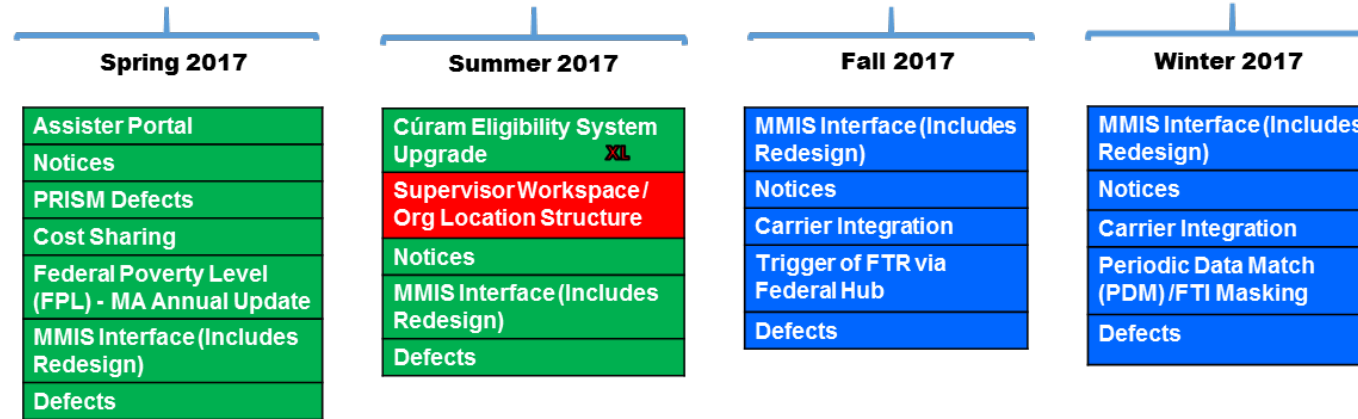 Spring 2017
Assister Portal
Notices
PRISM Defects
Cost Sharing
Federal Poverty Level
(FPL) - MA Annual Update
MMIS Interface (Includes
Redesign)
Defects
Summer 2017
Cúram Eligibility System
Upgrade XL
Supervisor Workspace /
Org Location Structure
Notices
MMIS Interface (Includes
Redesign)
Defects
Fall 2017
MMIS Interface (Includes
Redesign)
Notices
Carrier Integration
Trigger of FTR via
Federal Hub
Defects
Winter 2017
MMIS Interface (Includes
Redesign)
Notices
Carrier Integration
Periodic Data Match
(PDM) /FTI Masking
Defects